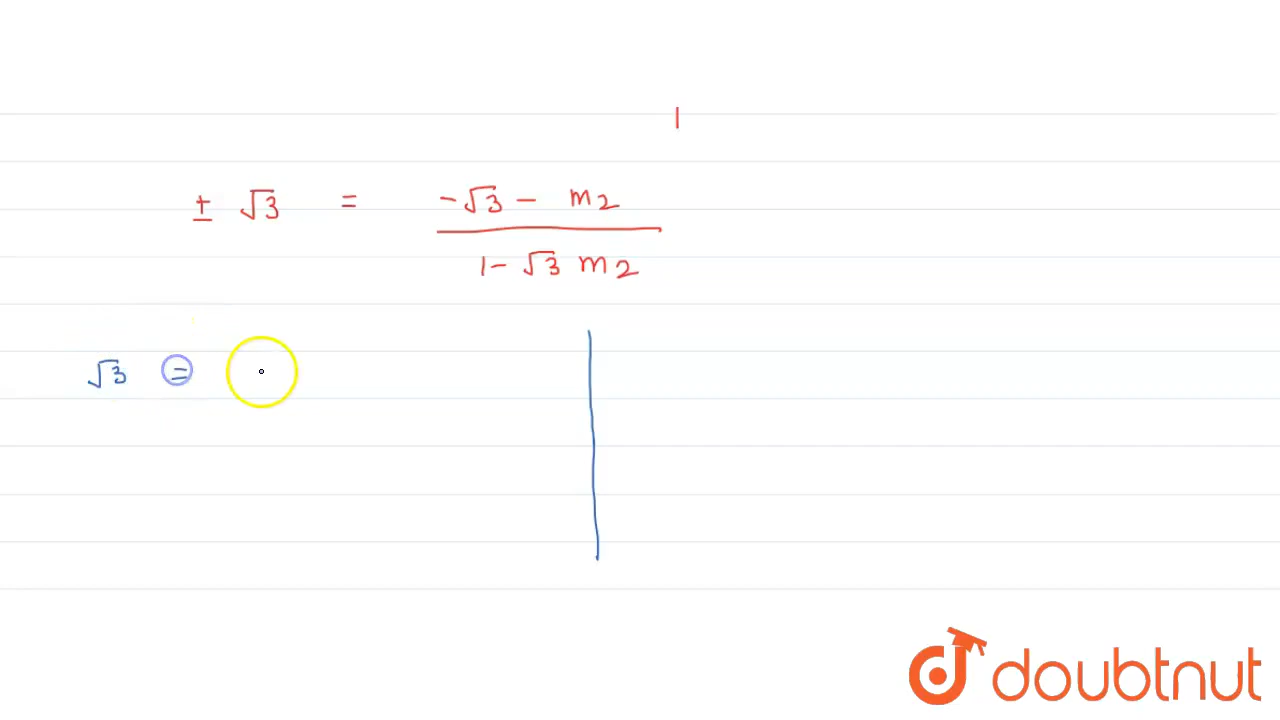 1
± √3 = (-√3 - m2)/(1 - √3 m2)
√3 =
doubtnut